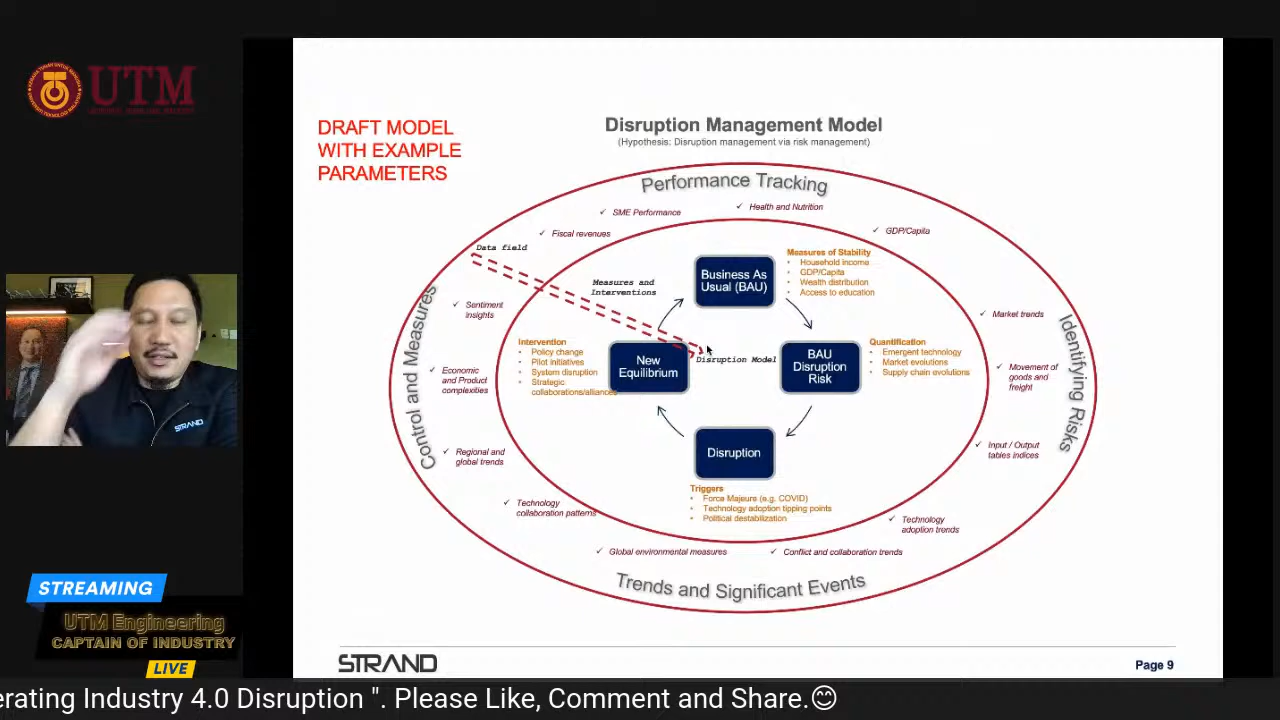 UTM
DRAFT MODEL
WITH EXAMPLE
PARAMETERS
Disruption Management Model
(Hypothesis: Disruption management via risk management)
Performance Tracking
✓ SME Performance
✓ Health and Nutrition
✓ Fiscal revenues
✓ GDP/Capita
Data field
Measures and
Interventions
Business As
Usual (BAU)
Measures of Stability
• Household income
• GDP/Capita
• Wealth distribution
• Access to education
Control and Measures
✓ Sentiment
insights
✓ Market trends
Identifying Risks
Intervention
• Policy change
• Pilot initiatives
• System disruption
• Strategic
collaborations/alliances
New
Equilibrium
Disruption Model
BAU
Disruption
Risk
Quantification
• Emergent technology
• Market evolutions
• Supply chain evolutions
✓ Economic
and Product
complexities
✓ Movement of
goods and
freight
✓ Regional and
global trends
Disruption
✓ Input / Output
tables indices
Triggers
• Force Majeure (e.g. COVID)
• Technology adoption tipping points
• Political destabilization
✓ Technology
collaboration patterns
✓ Technology
adoption trends
✓ Global environmental measures
✓ Conflict and collaboration trends
Trends and Significant Events
STRAND
STRAND
Page 9
STREAMING
UTM Engineering
CAPTAIN OF INDUSTRY
LIVE
erating Industry 4.0 Disruption ". Please Like, Comment and Share.😊